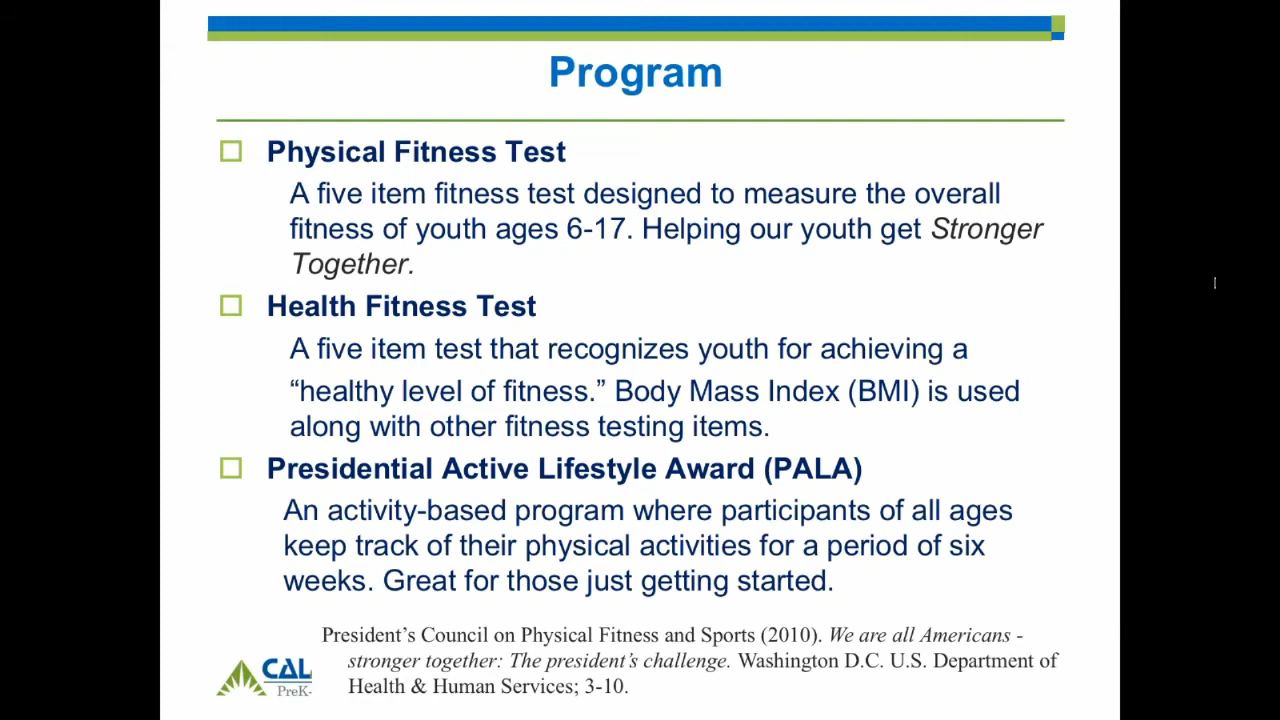 Program
Physical Fitness Test
A five item fitness test designed to measure the overall
fitness of youth ages 6-17. Helping our youth get Stronger
Together.
Health Fitness Test
A five item test that recognizes youth for achieving a
“healthy level of fitness.” Body Mass Index (BMI) is used
along with other fitness testing items.
Presidential Active Lifestyle Award (PALA)
An activity-based program where participants of all ages
keep track of their physical activities for a period of six
weeks. Great for those just getting started.
President’s Council on Physical Fitness and Sports (2010). We are all Americans -
stronger together: The president’s challenge. Washington D.C. U.S. Department of
Health & Human Services; 3-10.
CAL
PreK-